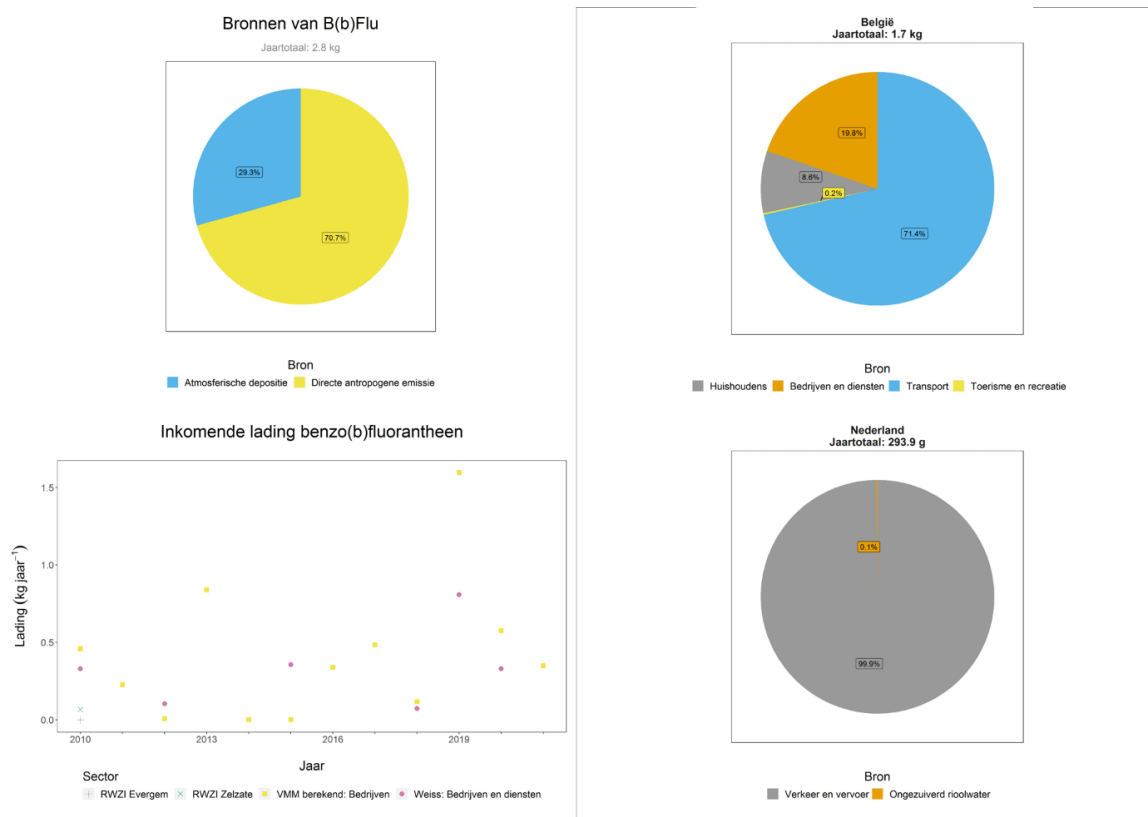 Bronnen van B(b)Flu
Jaartotaal: 2.8 kg
29.3%
70.7%
Bron
Atmosferische depositie Directe antropogene emissie
Inkomende lading benzo(b)fluorantheen
Lading (kg jaar⁻¹)
1.5
1.0
0.5
0.0
2010 2013 2016 2019
Jaar
Sector
RWZI Evergem RWZI Zelzate VMM berekend: Bedrijven Weiss: Bedrijven en diensten
België
Jaartotaal: 1.7 kg
19.8%
8.6%
0.2%
71.4%
Bron
Huishoudens Bedrijven en diensten Transport Toerisme en recreatie
Nederland
Jaartotaal: 293.9 g
0.1%
99.9%
Bron
Verkeer en vervoer Ongezuiverd rioolwater